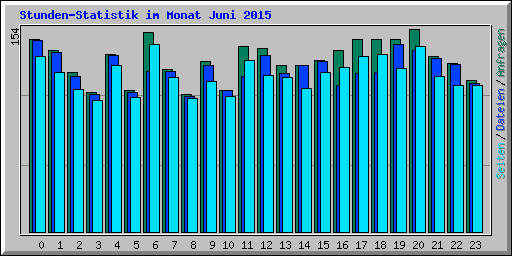 Stunden-Statistik im Monat Juni 2015
154
Seiten / Dateien / Anfragen
0 1 2 3 4 5 6 7 8 9 10 11 12 13 14 15 16 17 18 19 20 21 22 23